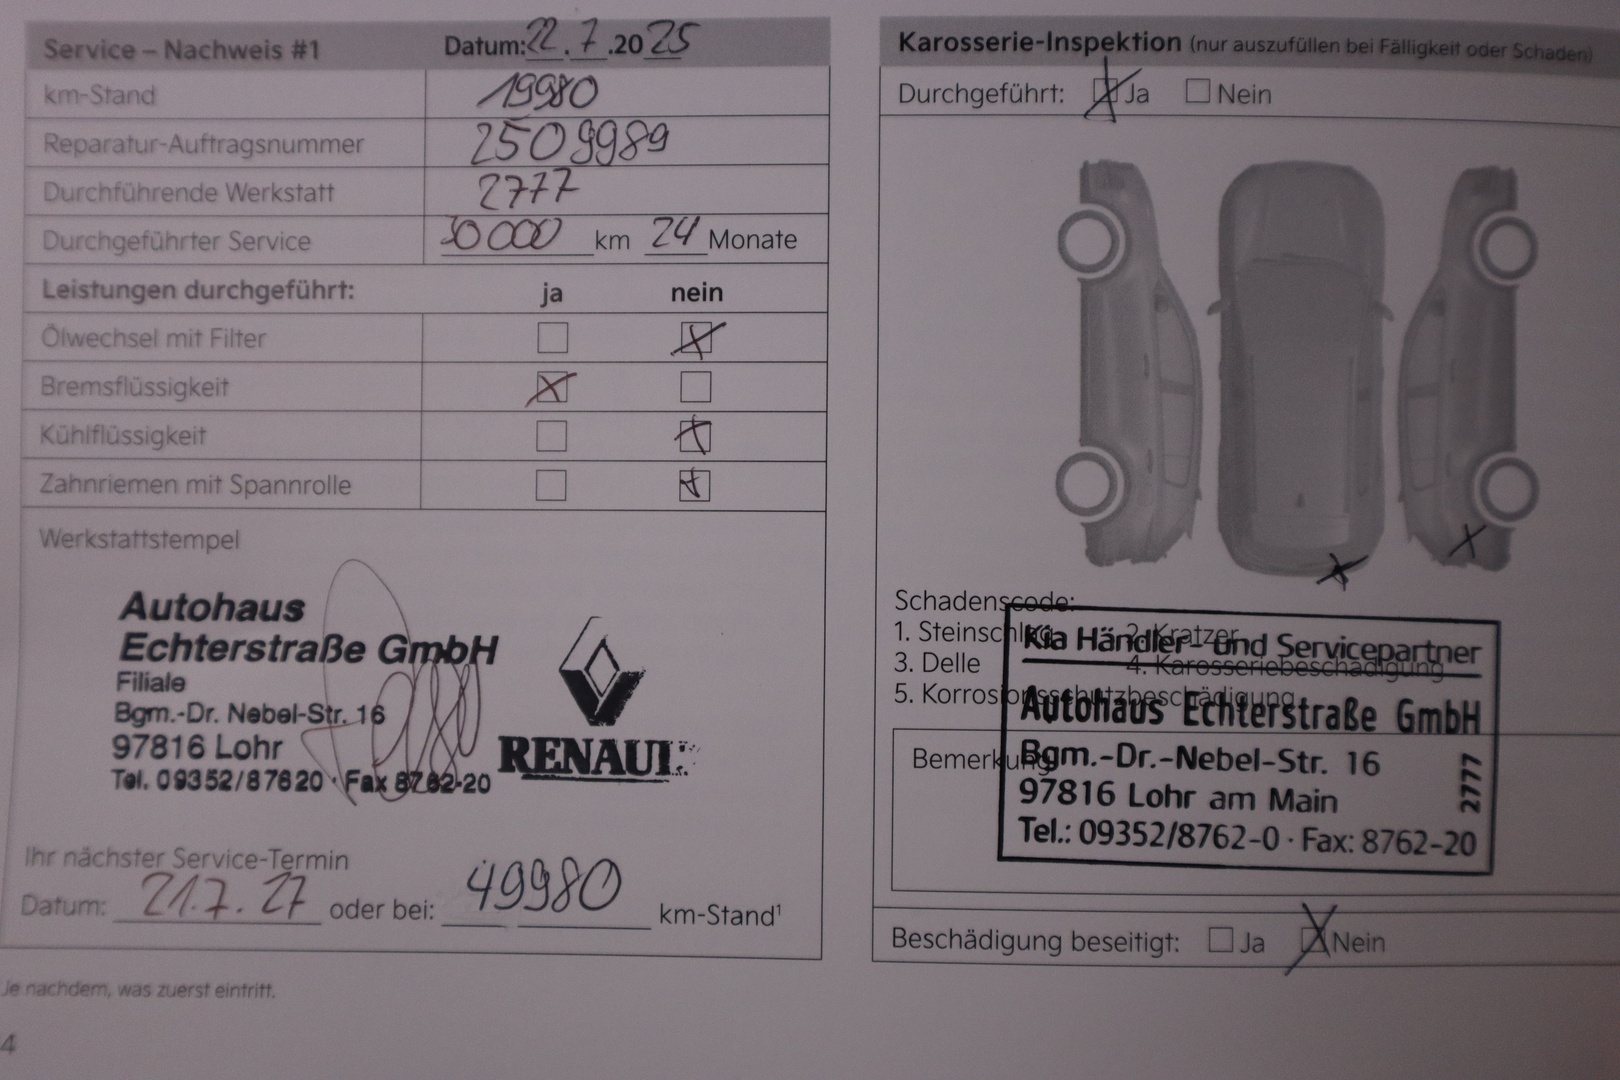 Service – Nachweis #1 Datum: 22.7.2025
km-Stand 19980
Reparatur-Auftragsnummer 2509989
Durchführende Werkstatt 2777
Durchgeführter Service 30000 km 24 Monate
Leistungen durchgeführt: ja nein
Ölwechsel mit Filter
Bremsflüssigkeit
Kühlflüssigkeit
Zahnriemen mit Spannrolle
Werkstattstempel
Autohaus
Echterstraße GmbH
Filiale
Bgm.-Dr. Nebel-Str. 16
97816 Lohr
Tel. 09352/87620 · Fax 8762-20
RENAUL
Ihr nächster Service-Termin
Datum: 21.7.27 oder bei: 49980 km-Stand¹
Je nachdem, was zuerst eintritt.
4
Karosserie-Inspektion (nur auszufüllen bei Fälligkeit oder Schaden)
Durchgeführt: Ja Nein
Schadenscode:
1. Steinschlag 2. Kratzer
3. Delle 4. Karosseriebeschädigung
5. Korrosionsschutzbeschädigung
Bemerkung
Kia Händler- und Servicepartner
Autohaus Echterstraße GmbH
Bgm.-Dr.-Nebel-Str. 16
97816 Lohr am Main
Tel.: 09352/8762-0 · Fax: 8762-20
2777
Beschädigung beseitigt: Ja Nein